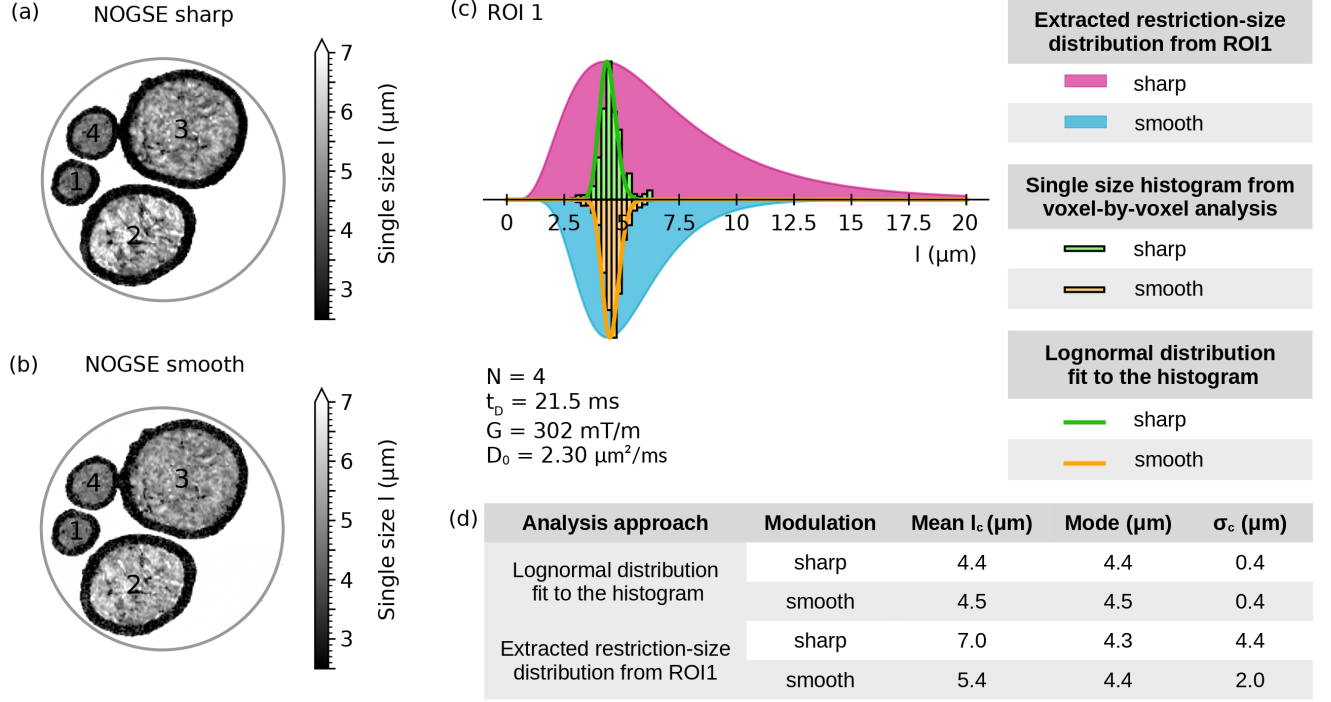 (a) NOGSE sharp
4
3
1
2
7
6
5
4
3
Single size l (μm)
(b) NOGSE smooth
4
3
1
2
7
6
5
4
3
Single size l (μm)
(c) ROI 1
0 2.5 5 7.5 10 12.5 15 17.5 20
l (μm)
N = 4
t_D = 21.5 ms
G = 302 mT/m
D₀ = 2.30 μm²/ms
Extracted restriction-size
distribution from ROI1
sharp
smooth
Single size histogram from
voxel-by-voxel analysis
sharp
smooth
Lognormal distribution
fit to the histogram
sharp
smooth
(d) Analysis approach Modulation Mean l_c (μm) Mode (μm) σ_c (μm)
Lognormal distribution
fit to the histogram
sharp 4.4 4.4 0.4
smooth 4.5 4.5 0.4
Extracted restriction-size
distribution from ROI1
sharp 7.0 4.3 4.4
smooth 5.4 4.4 2.0